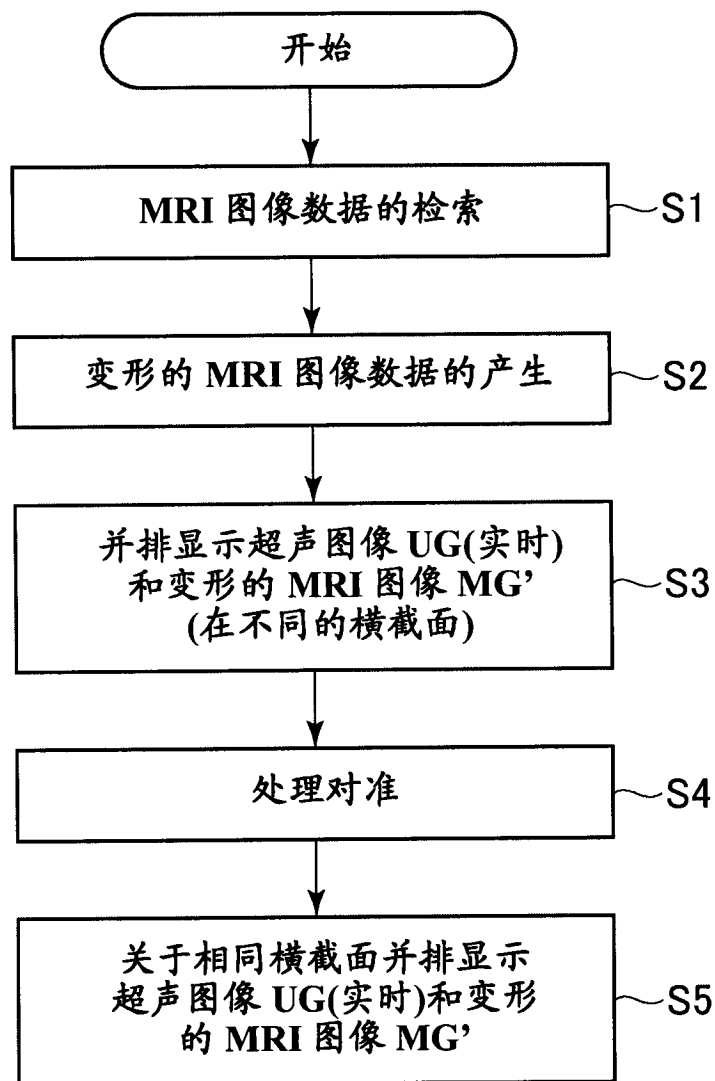 开始
MRI 图像数据的检索
S1
变形的 MRI 图像数据的产生
S2
并排显示超声图像 UG(实时)
和变形的 MRI 图像 MG’
(在不同的横截面)
S3
处理对准
S4
关于相同横截面并排显示
超声图像 UG(实时)和变形
的 MRI 图像 MG’
S5